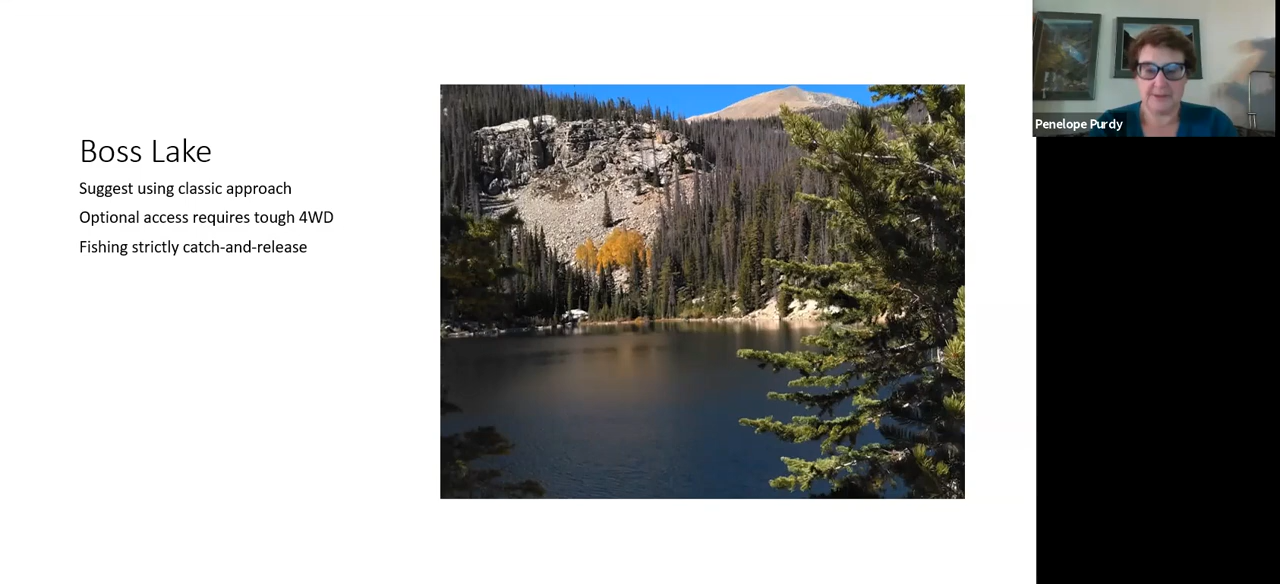 Boss Lake
Suggest using classic approach
Optional access requires tough 4WD
Fishing strictly catch-and-release
Penelope Purdy